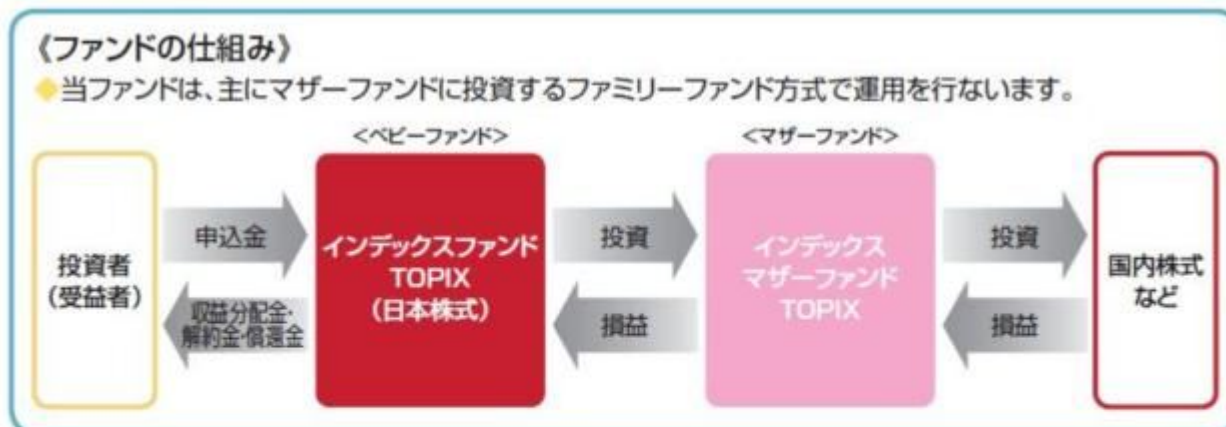 《ファンドの仕組み》
◆当ファンドは、主にマザーファンドに投資するファミリーファンド方式で運用を行ないます。
<ベビーファンド>
<マザーファンド>
投資者
（受益者）
申込金
収益分配金・
解約金・償還金
インデックスファンド
TOPIX
（日本株式）
投資
損益
インデックス
マザーファンド
TOPIX
投資
損益
国内株式
など